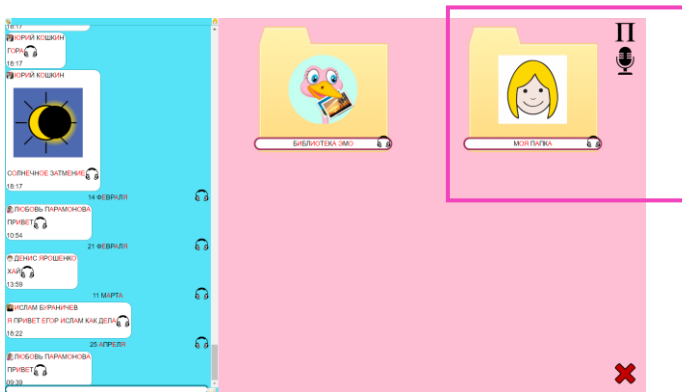 18:17
ЮРИЙ КОШКИН
ГОРА
18:17
ЮРИЙ КОШКИН
СОЛНЕЧНОЕ ЗАТМЕНИЕ
18:17
14 ФЕВРАЛЯ
ЛЮБОВЬ ПАРАМОНОВА
ПРИВЕТ
10:54
21 ФЕВРАЛЯ
ДЕНИС ЯРОШЕНКО
ХАЙ
13:59
11 МАРТА
ИСЛАМ БУРАНИЧЕВ
Я ПРИВЕТ ЕГОР ИСЛАМ КАК ДЕЛА
16:22
25 АПРЕЛЯ
ЛЮБОВЬ ПАРАМОНОВА
ПРИВЕТ
09:39
БИБЛИОТЕКА ЭМО
МОЯ ПАПКА
П